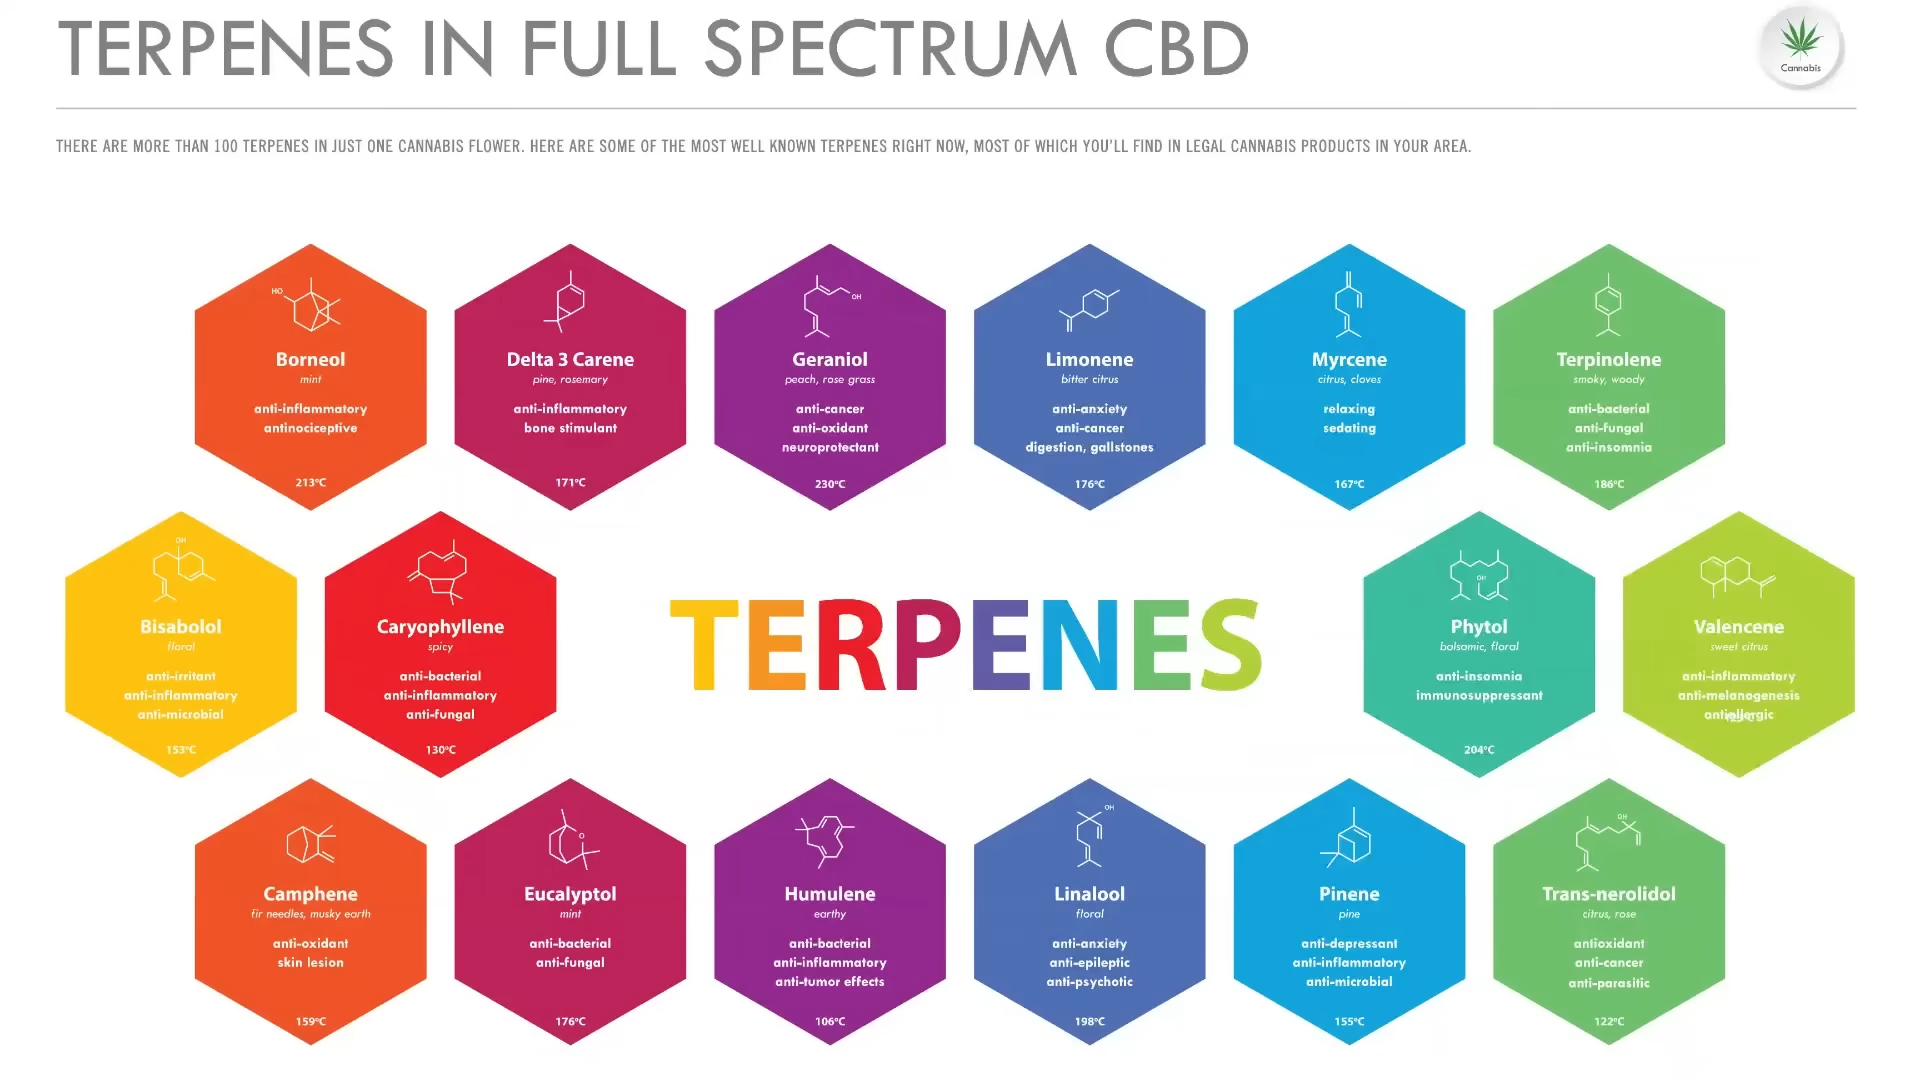 TERPENES IN FULL SPECTRUM CBD
Cannabis
THERE ARE MORE THAN 100 TERPENES IN JUST ONE CANNABIS FLOWER. HERE ARE SOME OF THE MOST WELL KNOWN TERPENES RIGHT NOW, MOST OF WHICH YOU'LL FIND IN LEGAL CANNABIS PRODUCTS IN YOUR AREA.
HO
Borneol
mint
anti-inflammatory
antinociceptive
213°C
Delta 3 Carene
pine, rosemary
anti-inflammatory
bone stimulant
171°C
OH
Geraniol
peach, rose grass
anti-cancer
anti-oxidant
neuroprotectant
230°C
Limonene
bitter citrus
anti-anxiety
anti-cancer
digestion, gallstones
176°C
Myrcene
citrus, cloves
relaxing
sedating
167°C
Terpinolene
smoky, woody
anti-bacterial
anti-fungal
anti-insomnia
186°C
OH
Bisabolol
floral
anti-irritant
anti-inflammatory
anti-microbial
153°C
Caryophyllene
spicy
anti-bacterial
anti-inflammatory
anti-fungal
130°C
TERPENES
OH
Phytol
balsamic, floral
anti-insomnia
immunosuppressant
204°C
Valencene
sweet citrus
anti-inflammatory
anti-melanogenesis
antiallergic
Camphene
fir needles, musky earth
anti-oxidant
skin lesion
159°C
O
Eucalyptol
mint
anti-bacterial
anti-fungal
176°C
Humulene
earthy
anti-bacterial
anti-inflammatory
anti-tumor effects
106°C
OH
Linalool
floral
anti-anxiety
anti-epileptic
anti-psychotic
198°C
Pinene
pine
anti-depressant
anti-inflammatory
anti-microbial
155°C
OH
Trans-nerolidol
citrus, rose
antioxidant
anti-cancer
anti-parasitic
122°C